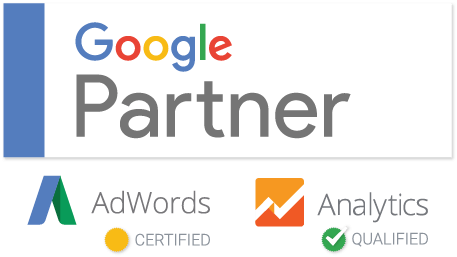 Google
Partner
AdWords
CERTIFIED
Analytics
QUALIFIED